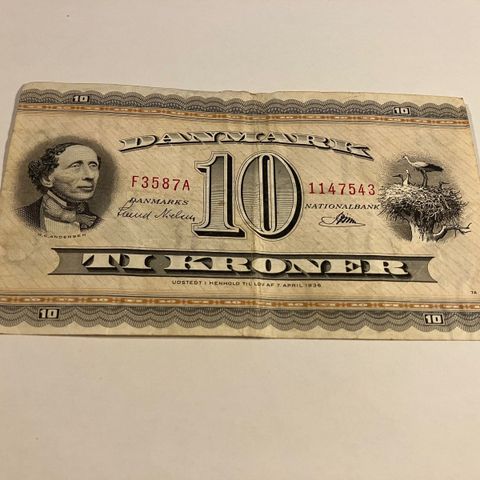 10 10
DANMARK
F3587A 10 1147543
DANMARKS NATIONALBANK
H.C. ANDERSEN
TI KRONER
UDSTEDT I HENHOLD TIL LOV AF 7. APRIL 1936
7A
10 10